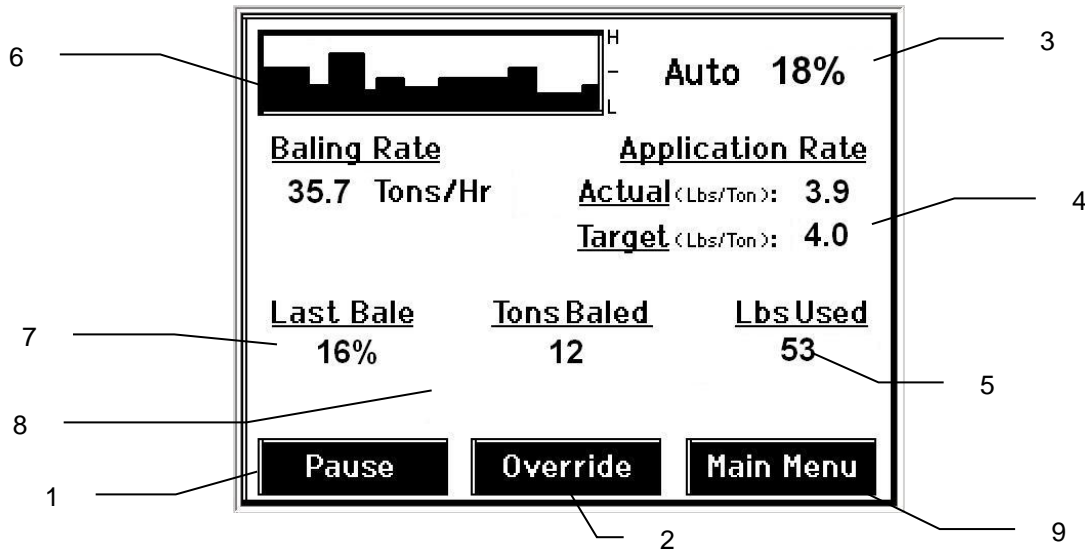 H
–
L
Auto 18%
Baling Rate
35.7 Tons/Hr
Application Rate
Actual (Lbs/Ton): 3.9
Target (Lbs/Ton): 4.0
Last Bale
16%
Tons Baled
12
Lbs Used
53
Pause
Override
Main Menu
6
3
4
7
5
8
1
2
9